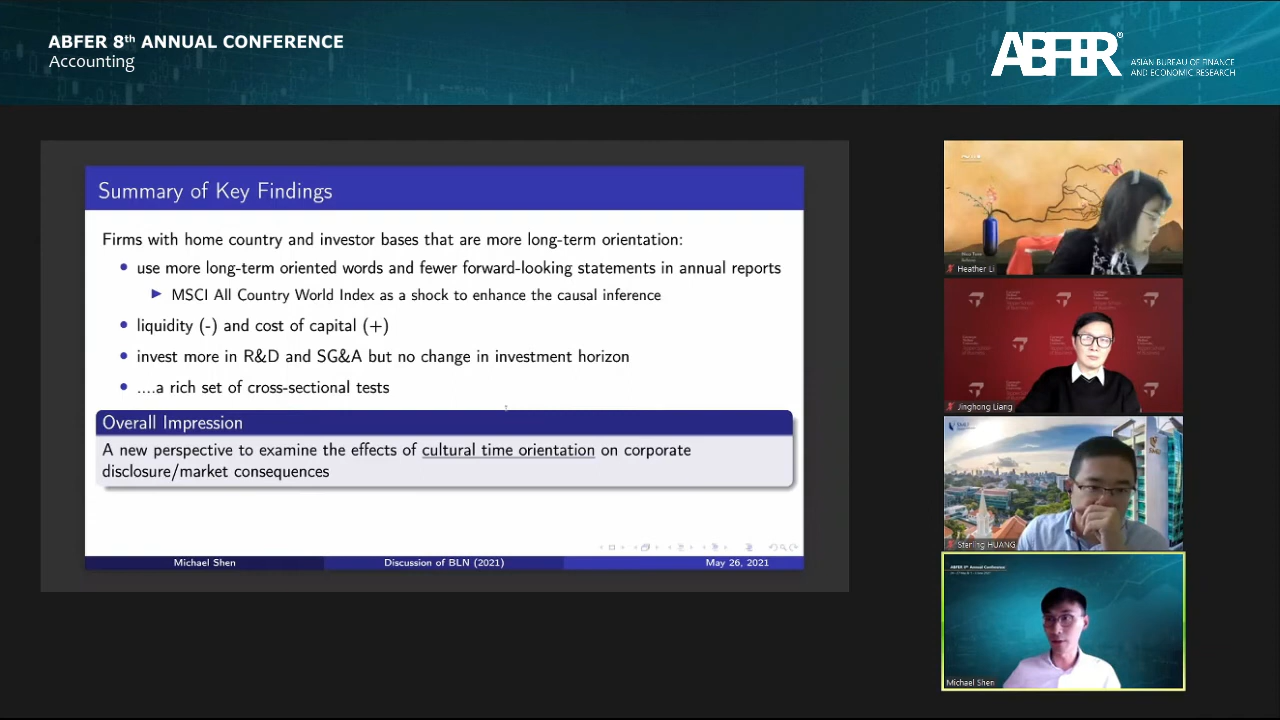 ABFER 8th ANNUAL CONFERENCE
Accounting
ABFER®
ASIAN BUREAU OF FINANCE
AND ECONOMIC RESEARCH
Summary of Key Findings
Firms with home country and investor bases that are more long-term orientation:
• use more long-term oriented words and fewer forward-looking statements in annual reports
▶ MSCI All Country World Index as a shock to enhance the causal inference
• liquidity (-) and cost of capital (+)
• invest more in R&D and SG&A but no change in investment horizon
• ....a rich set of cross-sectional tests
Overall Impression
A new perspective to examine the effects of cultural time orientation on corporate
disclosure/market consequences
Michael Shen
Discussion of BLN (2021)
May 26, 2021
Heather Li
Jinghong Liang
SMU
Sterling HUANG
ABFER 8th Annual Conference
Michael Shen